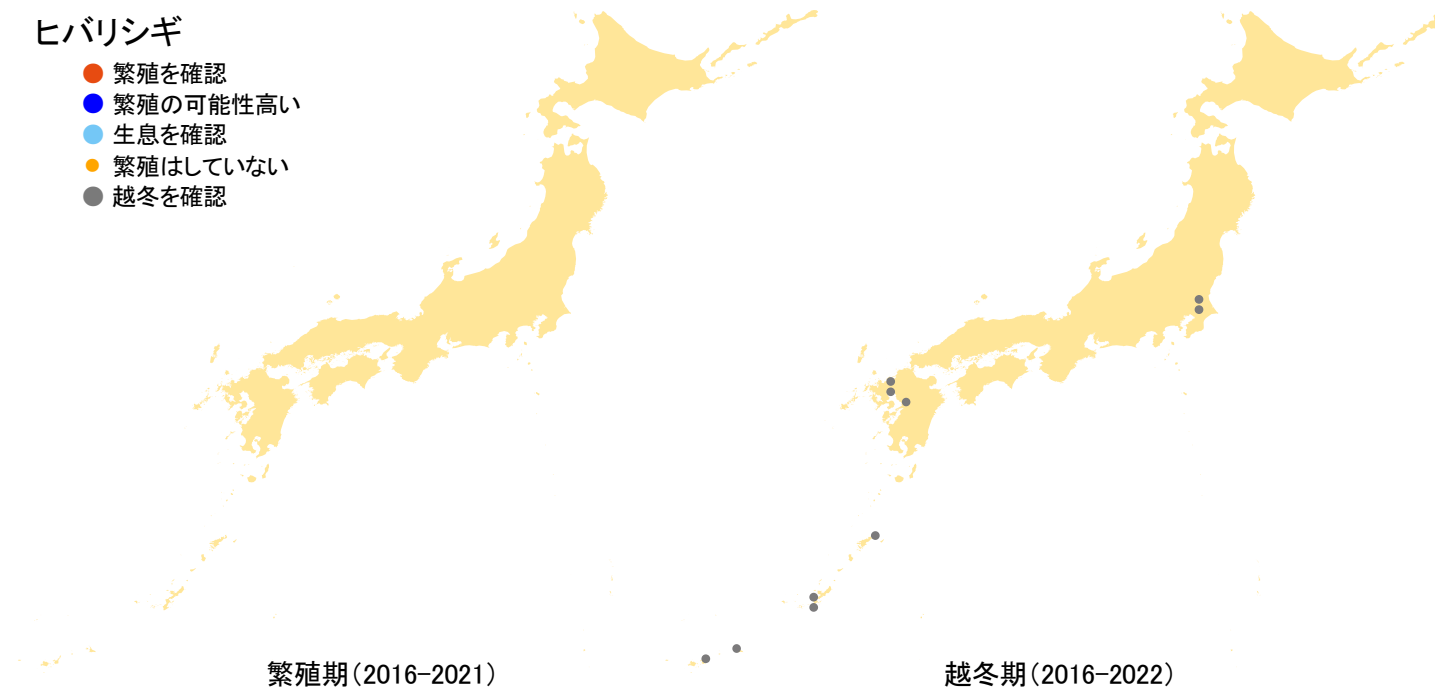 ヒバリシギ
繁殖を確認
繁殖の可能性高い
生息を確認
繁殖はしていない
越冬を確認
繁殖期（2016-2021）
越冬期（2016-2022）